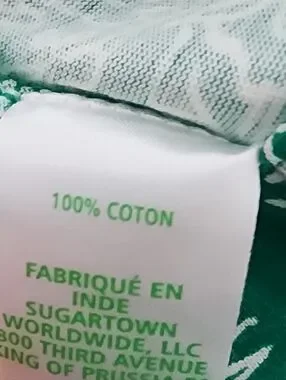 100% COTON
FABRIQUÉ EN
INDE
SUGARTOWN
WORLDWIDE, LLC
800 THIRD AVENUE
KING OF PRUSSIA